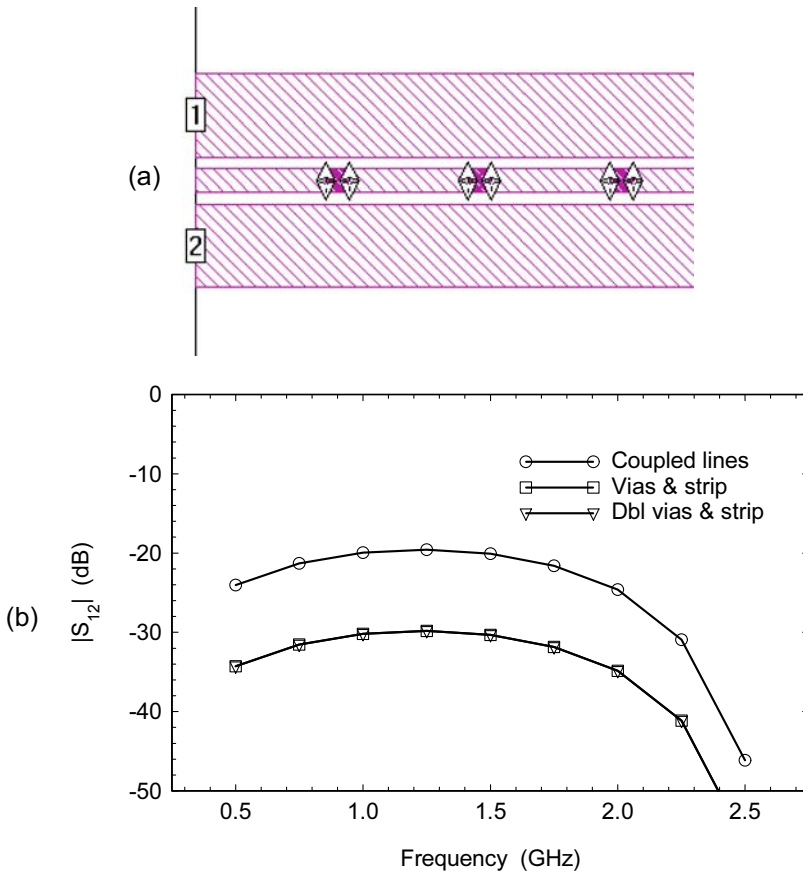 1
(a)
2
0
-10
-20
-30
-40
-50
|S12| (dB)
Coupled lines
Vias & strip
Dbl vias & strip
(b)
0.5 1.0 1.5 2.0 2.5
Frequency (GHz)